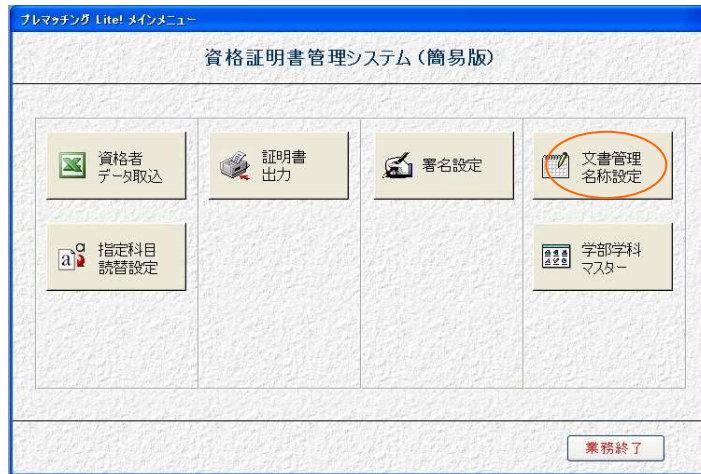 プレマッチング Lite! メインメニュー
資格証明書管理システム（簡易版）
資格者
データ取込
証明書
出力
署名設定
文書管理
名称設定
指定科目
読替設定
学部学科
マスター
業務終了